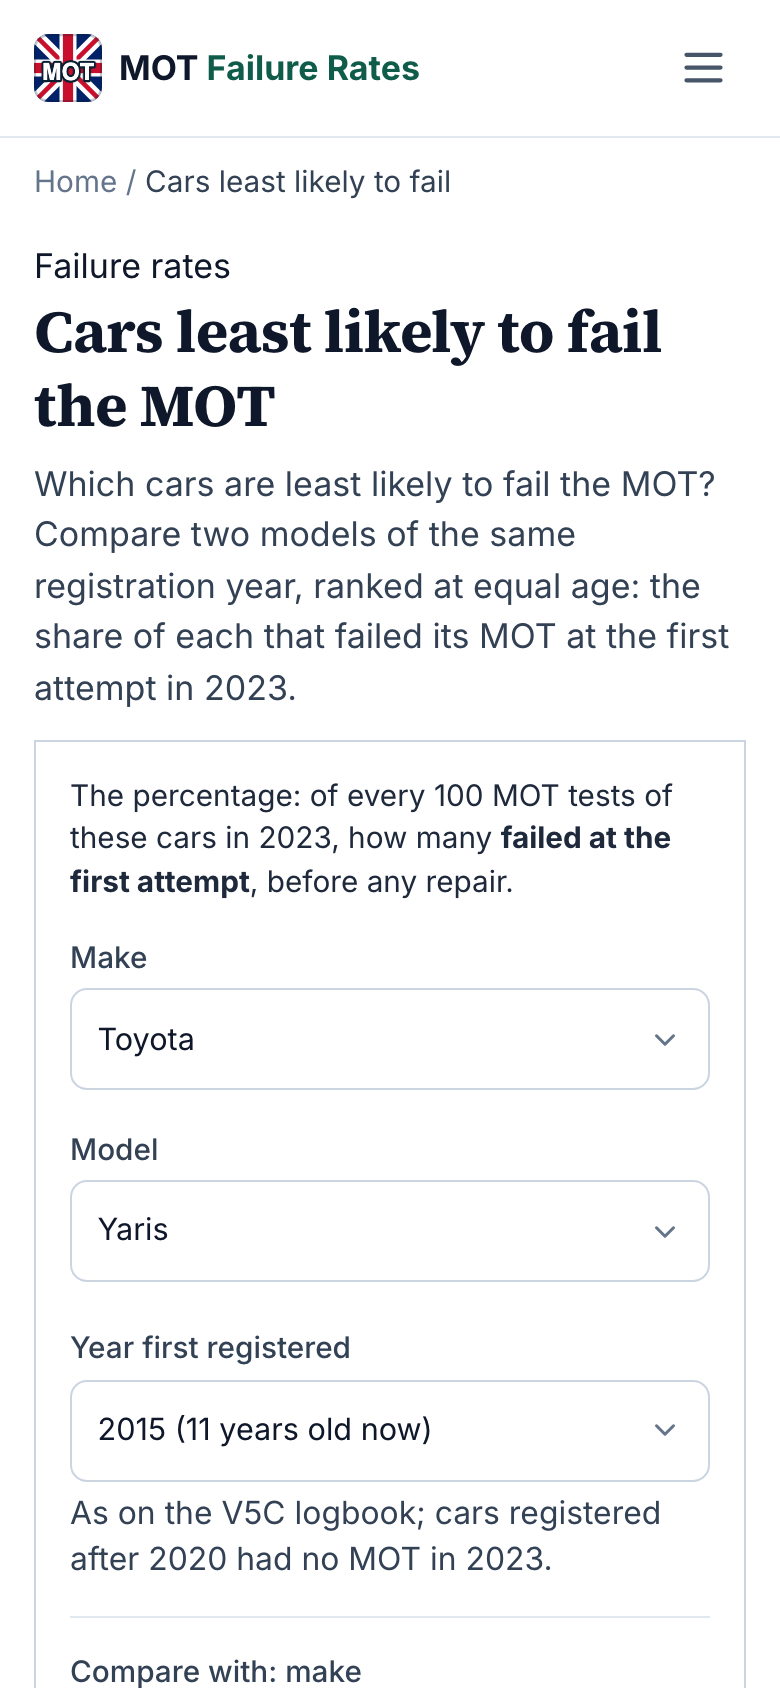 MOT
MOT Failure Rates
Home / Cars least likely to fail
Failure rates
Cars least likely to fail
the MOT
Which cars are least likely to fail the MOT?
Compare two models of the same
registration year, ranked at equal age: the
share of each that failed its MOT at the first
attempt in 2023.
The percentage: of every 100 MOT tests of
these cars in 2023, how many failed at the
first attempt, before any repair.
Make
Toyota
Model
Yaris
Year first registered
2015 (11 years old now)
As on the V5C logbook; cars registered
after 2020 had no MOT in 2023.
Compare with: make